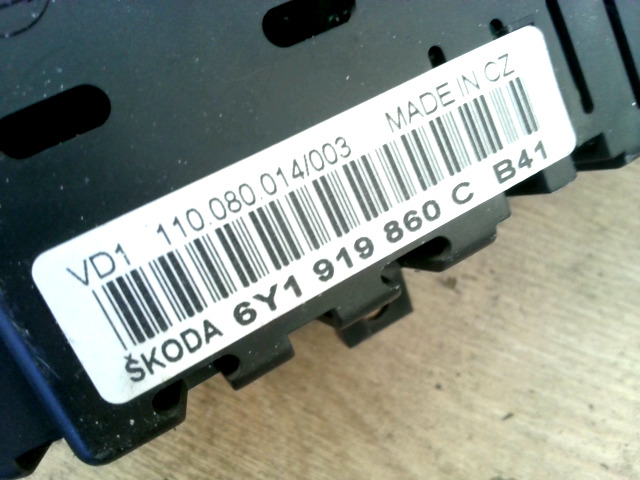 VD1 110.080.014/003 MADE IN CZ
ŠKODA 6Y1 919 860 C B41